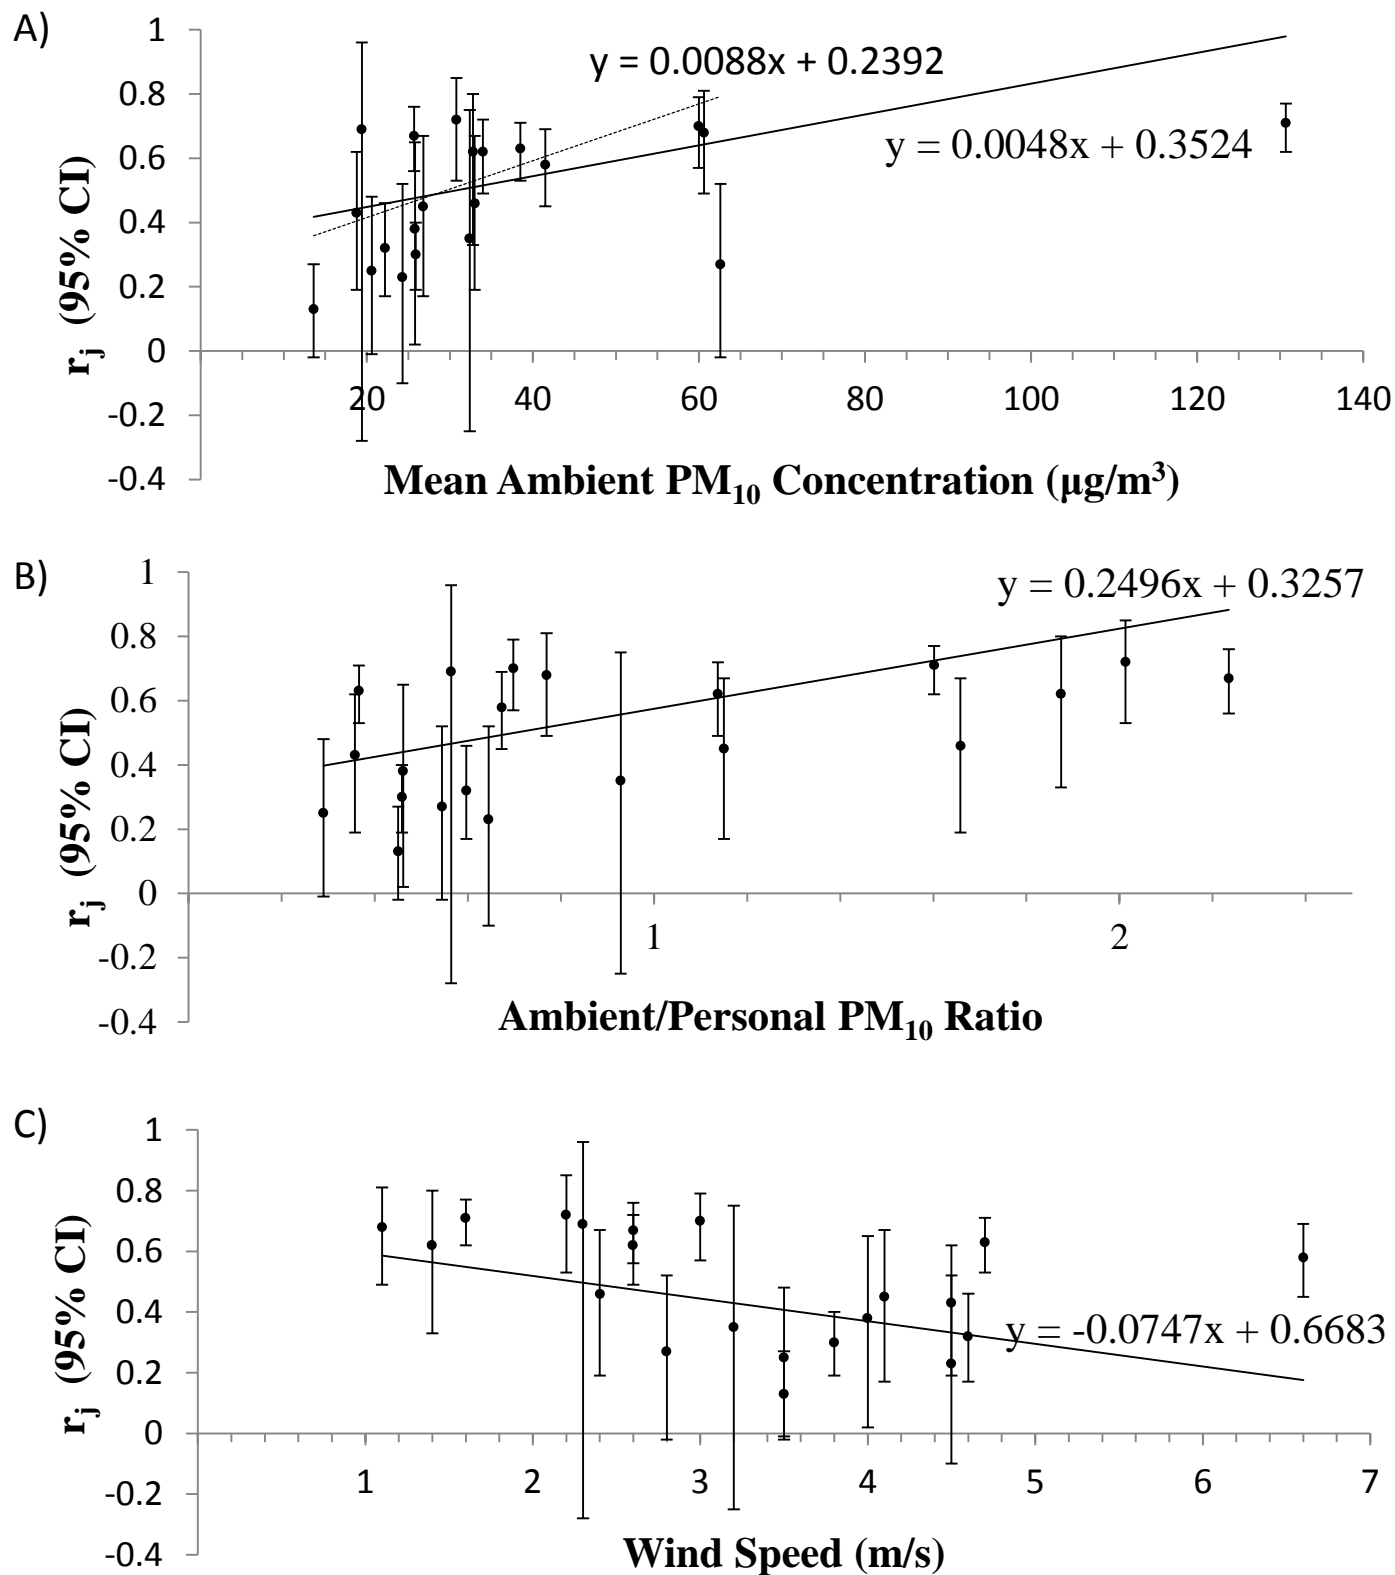 A)
1
0.8
0.6
0.4
0.2
0
-0.2
-0.4
r_j (95% CI)
y = 0.0088x + 0.2392
y = 0.0048x + 0.3524
20 40 60 80 100 120 140
Mean Ambient PM₁₀ Concentration (µg/m³)
B)
1
0.8
0.6
0.4
0.2
0
-0.2
-0.4
r_j (95% CI)
y = 0.2496x + 0.3257
1 2
Ambient/Personal PM₁₀ Ratio
C)
1
0.8
0.6
0.4
0.2
0
-0.2
-0.4
r_j (95% CI)
y = -0.0747x + 0.6683
1 2 3 4 5 6 7
Wind Speed (m/s)